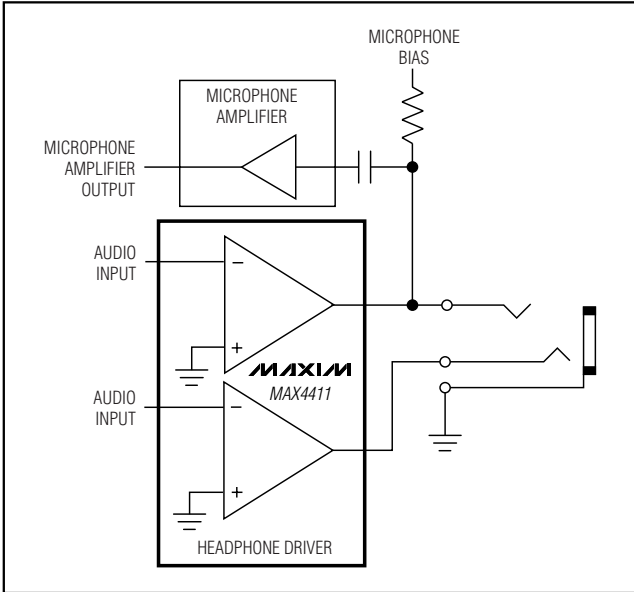 MICROPHONE
BIAS
MICROPHONE
AMPLIFIER
MICROPHONE
AMPLIFIER
OUTPUT
AUDIO
INPUT
−
+
MAXIM
MAX4411
AUDIO
INPUT
−
+
HEADPHONE DRIVER